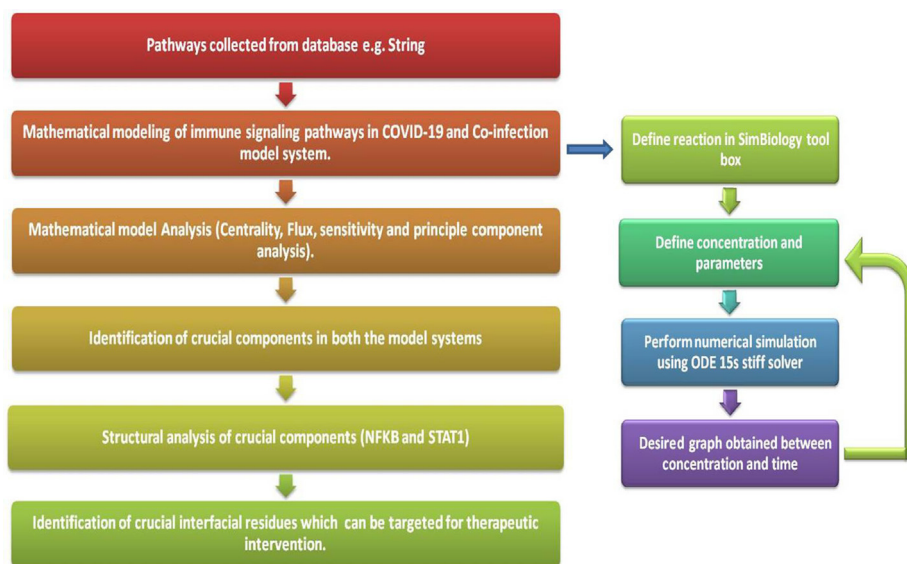 Pathways collected from database e.g. String
Mathematical modeling of immune signaling pathways in COVID-19 and Co-infection
model system.
Mathematical model Analysis (Centrality, Flux, sensitivity and principle component
analysis).
Identification of crucial components in both the model systems
Structural analysis of crucial components (NFKB and STAT1)
Identification of crucial interfacial residues which can be targeted for therapeutic
intervention.
Define reaction in SimBiology tool
box
Define concentration and
parameters
Perform numerical simulation
using ODE 15s stiff solver
Desired graph obtained between
concentration and time